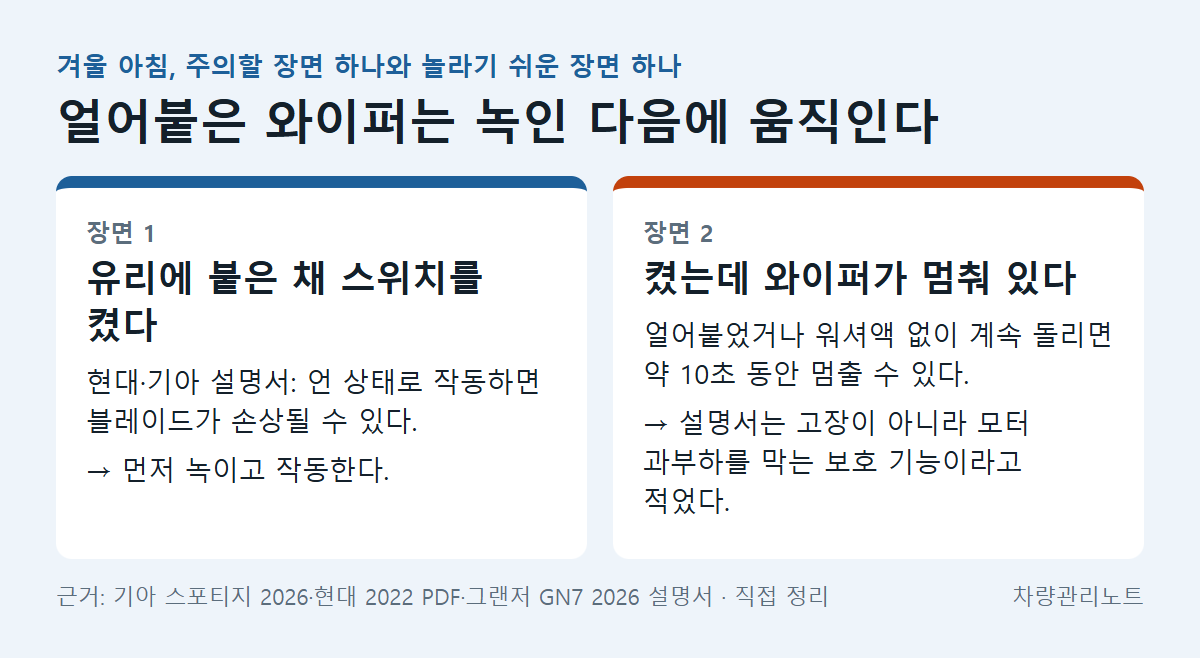 겨울 아침, 주의할 장면 하나와 놀라기 쉬운 장면 하나
얼어붙은 와이퍼는 녹인 다음에 움직인다
장면 1
유리에 붙은 채 스위치를
켰다
현대·기아 설명서: 언 상태로 작동하면
블레이드가 손상될 수 있다.
→ 먼저 녹이고 작동한다.
장면 2
켰는데 와이퍼가 멈춰 있다
얼어붙었거나 워셔액 없이 계속 돌리면
약 10초 동안 멈출 수 있다.
→ 설명서는 고장이 아니라 모터
과부하를 막는 보호 기능이라고
적었다.
근거: 기아 스포티지 2026·현대 2022 PDF·그랜저 GN7 2026 설명서 · 직접 정리
차량관리노트